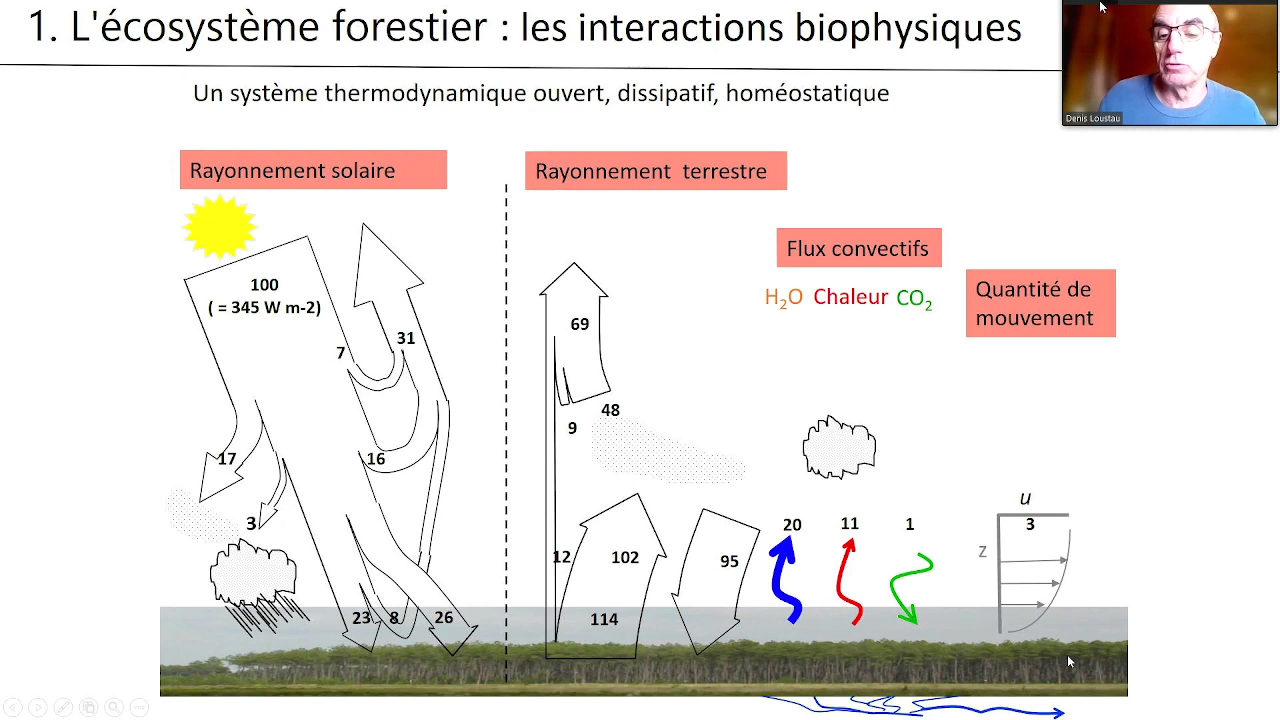 1. L'écosystème forestier : les interactions biophysiques
Denis Loustau
Un système thermodynamique ouvert, dissipatif, homéostatique
Rayonnement solaire
Rayonnement terrestre
Flux convectifs
H₂O Chaleur CO₂
Quantité de
mouvement
100
( = 345 W m-2)
7
31
17
16
3
23
8
26
69
48
9
12
102
114
95
20
11
1
u
3
z